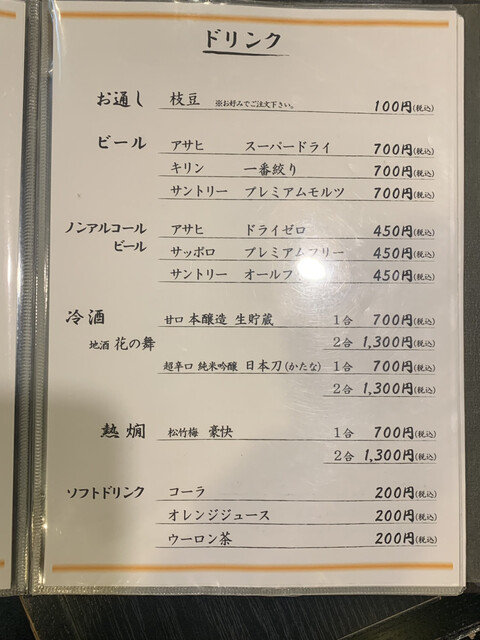 ドリンク
お通し 枝豆 ※お好みでご注文下さい。 100円(税込)
ビール アサヒ スーパードライ 700円(税込)
キリン 一番絞り 700円(税込)
サントリー プレミアムモルツ 700円(税込)
ノンアルコール アサヒ ドライゼロ 450円(税込)
ビール サッポロ プレミアムフリー 450円(税込)
サントリー オールフ 450円(税込)
冷酒 甘口 本醸造 生貯蔵 1合 700円(税込)
地酒 花の舞 2合 1,300円(税込)
超辛口 純米吟醸 日本刀(かたな) 1合 700円(税込)
2合 1,300円(税込)
熱燗 松竹梅 豪快 1合 700円(税込)
2合 1,300円(税込)
ソフトドリンク コーラ 200円(税込)
オレンジジュース 200円(税込)
ウーロン茶 200円(税込)